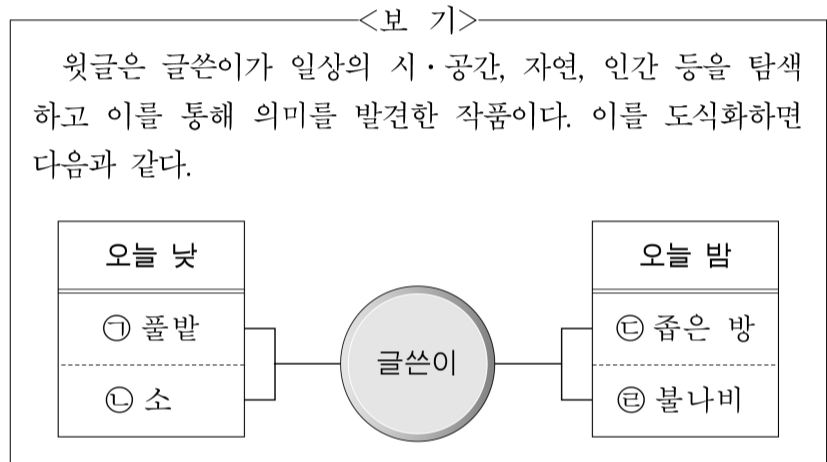 <보 기>
윗글은 글쓴이가 일상의 시·공간, 자연, 인간 등을 탐색
하고 이를 통해 의미를 발견한 작품이다. 이를 도식화하면
다음과 같다.
오늘 낮
㉠ 풀밭
㉡ 소
글쓴이
오늘 밤
㉢ 좁은 방
㉣ 불나비